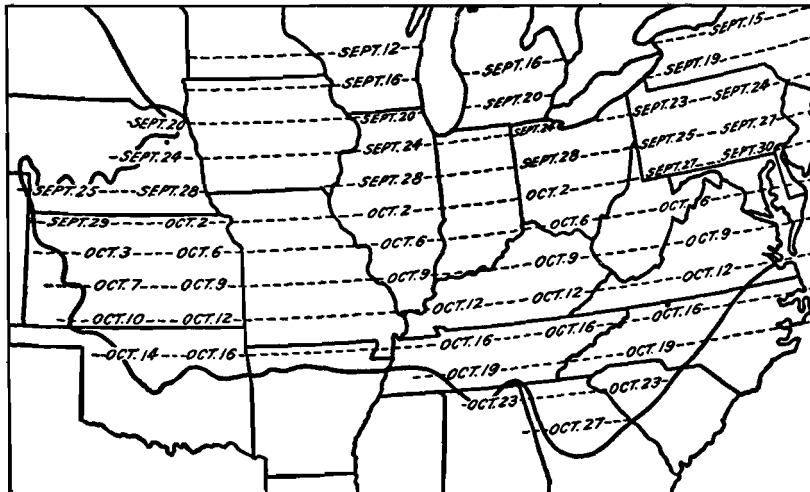 SEPT. 15
SEPT. 12
SEPT. 16
SEPT. 19
SEPT. 16
SEPT. 20
SEPT. 23
SEPT. 24
SEPT. 20
SEPT. 20
SEPT. 24
SEPT. 25
SEPT. 27
SEPT. 24
SEPT. 24
SEPT. 28
SEPT. 27
SEPT. 30
SEPT. 25
SEPT. 28
SEPT. 28
OCT. 2
OCT. 6
SEPT. 29
OCT. 2
OCT. 2
OCT. 6
OCT. 9
OCT. 3
OCT. 6
OCT. 6
OCT. 9
OCT. 12
OCT. 7
OCT. 9
OCT. 9
OCT. 12
OCT. 12
OCT. 16
OCT. 10
OCT. 12
OCT. 16
OCT. 16
OCT. 19
OCT. 14
OCT. 16
OCT. 19
OCT. 23
OCT. 23
OCT. 27